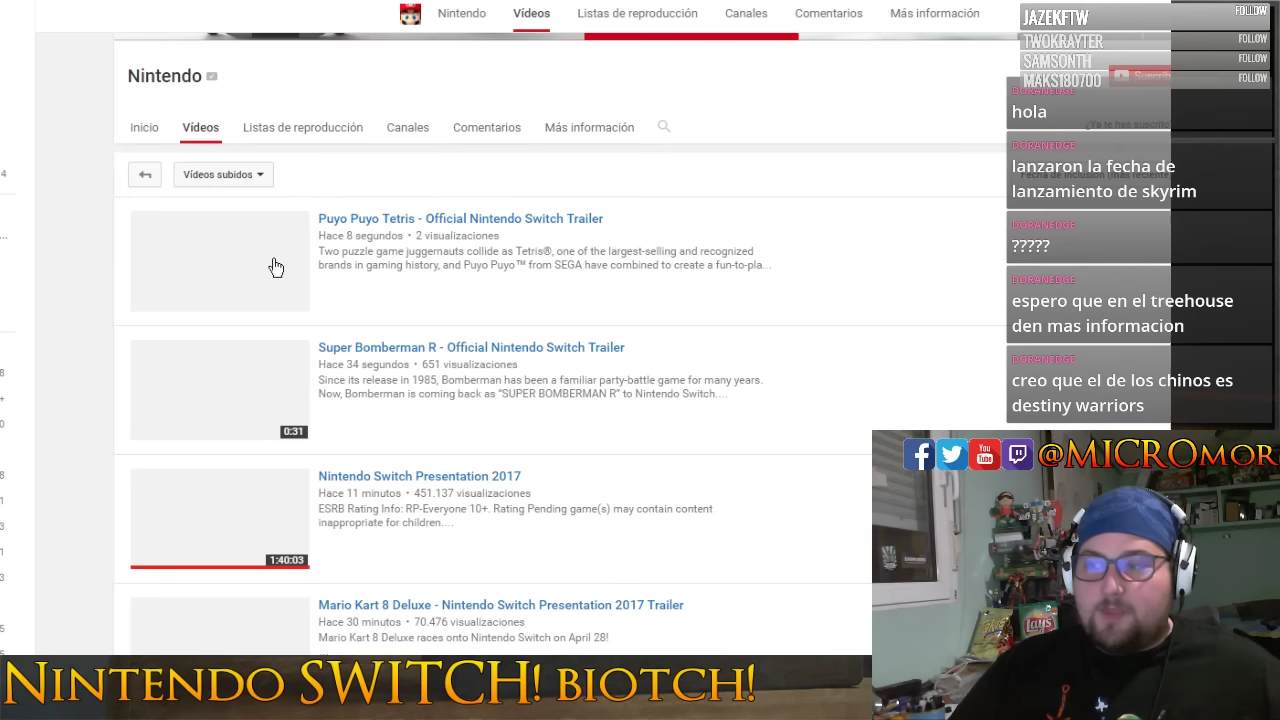 Nintendo Vídeos Listas de reproducción Canales Comentarios Más información
Nintendo
Inicio Vídeos Listas de reproducción Canales Comentarios Más información
Vídeos subidos
Puyo Puyo Tetris - Official Nintendo Switch Trailer
Hace 8 segundos • 2 visualizaciones
Two puzzle game juggernauts collide as Tetris®, one of the largest-selling and recognized
brands in gaming history, and Puyo Puyo™ from SEGA have combined to create a fun-to-pla...
Super Bomberman R - Official Nintendo Switch Trailer
Hace 34 segundos • 651 visualizaciones
Since its release in 1985, Bomberman has been a familiar party-battle game for many years.
Now, Bomberman is coming back as “SUPER BOMBERMAN R” to Nintendo Switch....
0:31
Nintendo Switch Presentation 2017
Hace 11 minutos • 451.137 visualizaciones
ESRB Rating Info: RP-Everyone 10+. Rating Pending game(s) may contain content
inappropriate for children....
1:40:03
Mario Kart 8 Deluxe - Nintendo Switch Presentation 2017 Trailer
Hace 30 minutos • 70.476 visualizaciones
Mario Kart 8 Deluxe races onto Nintendo Switch on April 28!
JAZEKFTW FOLLOW
TWOKRAYTER FOLLOW
SAMSONTH FOLLOW
MAKS180700 FOLLOW
DORANEDGE
hola
DORANEDGE
lanzaron la fecha de
lanzamiento de skyrim
DORANEDGE
?????
DORANEDGE
espero que en el treehouse
den mas informacion
DORANEDGE
creo que el de los chinos es
destiny warriors
You
Tube
@MICROmor
Lays
NINTENDO SWITCH! BIOTCH!